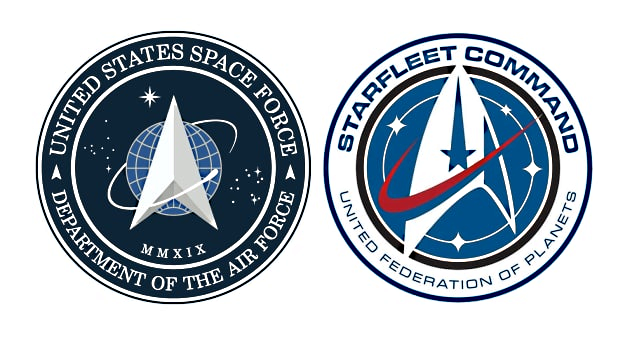 UNITED STATES SPACE FORCE
MMXIX
DEPARTMENT OF THE AIR FORCE
STARFLEET COMMAND
UNITED FEDERATION OF PLANETS